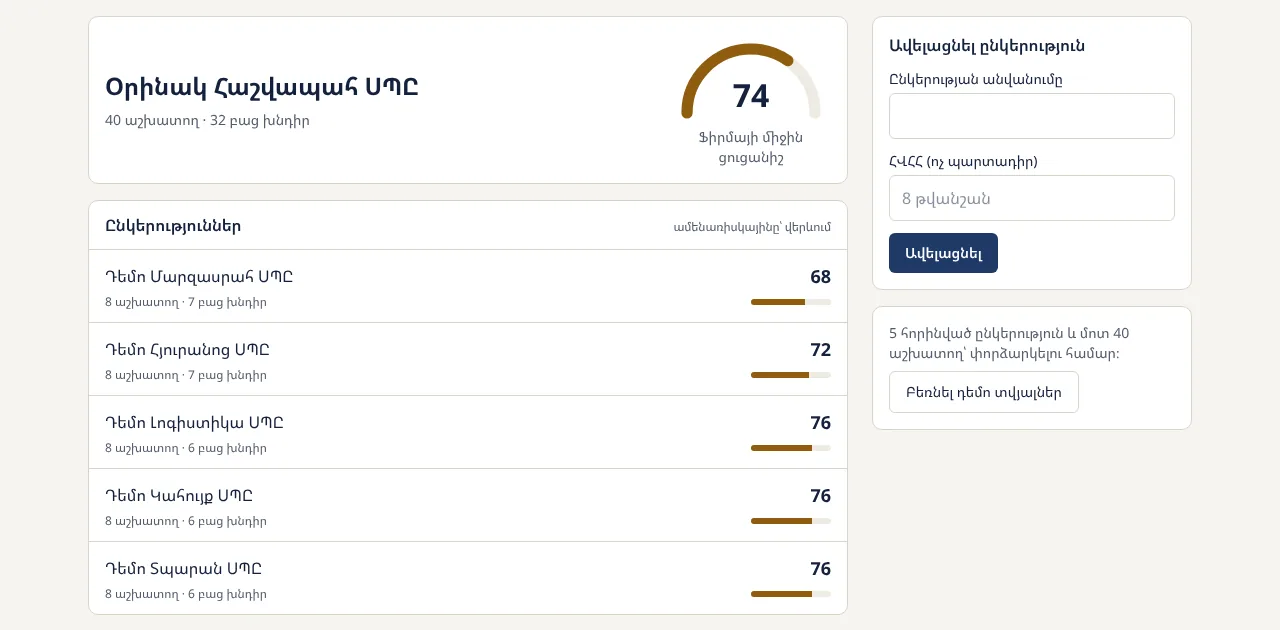 Օրինակ Հաշվապահ ՍՊԸ
40 աշխատող · 32 բաց խնդիր
74
Ֆիրմայի միջին
ցուցանիշ
Ընկերություններ
ամենառիսկայինը՝ վերևում
Դեմո Մարզասրահ ՍՊԸ
68
8 աշխատող · 7 բաց խնդիր
Դեմո Հյուրանոց ՍՊԸ
72
8 աշխատող · 7 բաց խնդիր
Դեմո Լոգիստիկա ՍՊԸ
76
8 աշխատող · 6 բաց խնդիր
Դեմո Կահույք ՍՊԸ
76
8 աշխատող · 6 բաց խնդիր
Դեմո Տպարան ՍՊԸ
76
8 աշխատող · 6 բաց խնդիր
Ավելացնել ընկերություն
Ընկերության անվանումը
ՀՎՀՀ (ոչ պարտադիր)
8 թվանշան
Ավելացնել
5 հորինված ընկերություն և մոտ 40
աշխատող՝ փորձարկելու համար։
Բեռնել դեմո տվյալներ